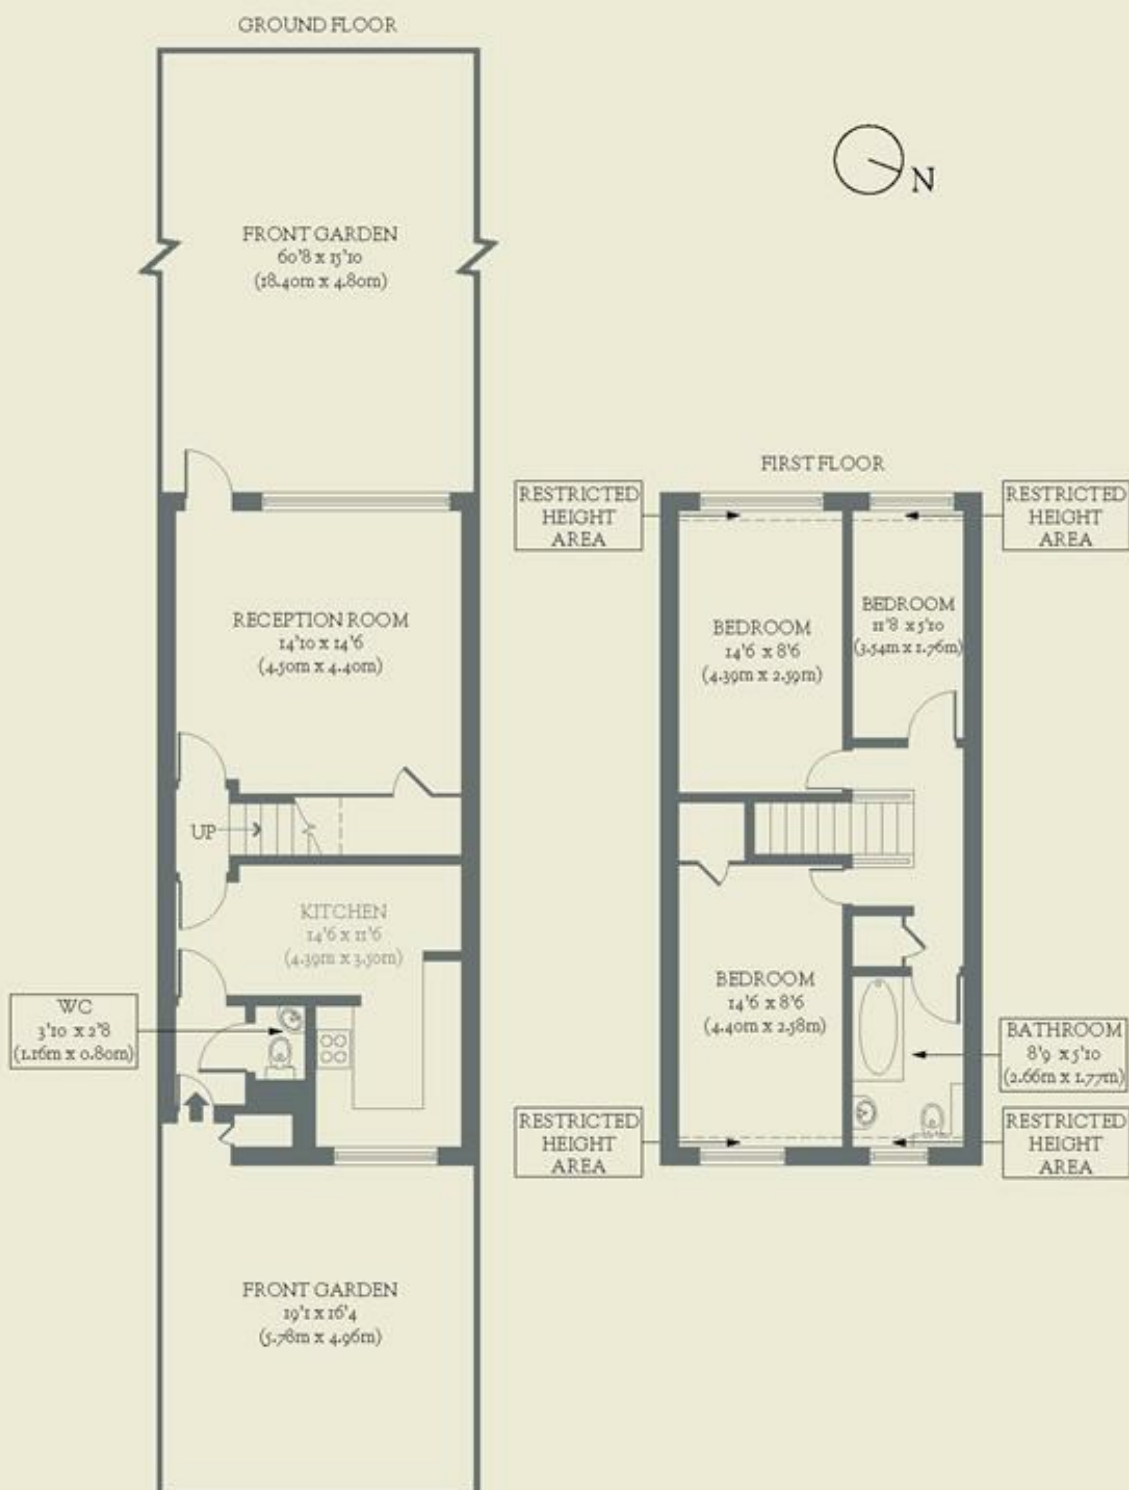 GROUND FLOOR
N
FRONT GARDEN
60'8 x 15'10
(18.40m x 4.80m)
RECEPTION ROOM
14'10 x 14'6
(4.50m x 4.40m)
UP
KITCHEN
14'6 x 11'6
(4.39m x 3.50m)
WC
3'10 x 2'8
(1.16m x 0.80m)
FRONT GARDEN
19'1 x 16'4
(5.78m x 4.96m)
FIRST FLOOR
RESTRICTED
HEIGHT
AREA
RESTRICTED
HEIGHT
AREA
BEDROOM
14'6 x 8'6
(4.39m x 2.59m)
BEDROOM
11'8 x 5'10
(3.54m x 1.76m)
BEDROOM
14'6 x 8'6
(4.40m x 2.58m)
BATHROOM
8'9 x 5'10
(2.66m x 1.77m)
RESTRICTED
HEIGHT
AREA
RESTRICTED
HEIGHT
AREA